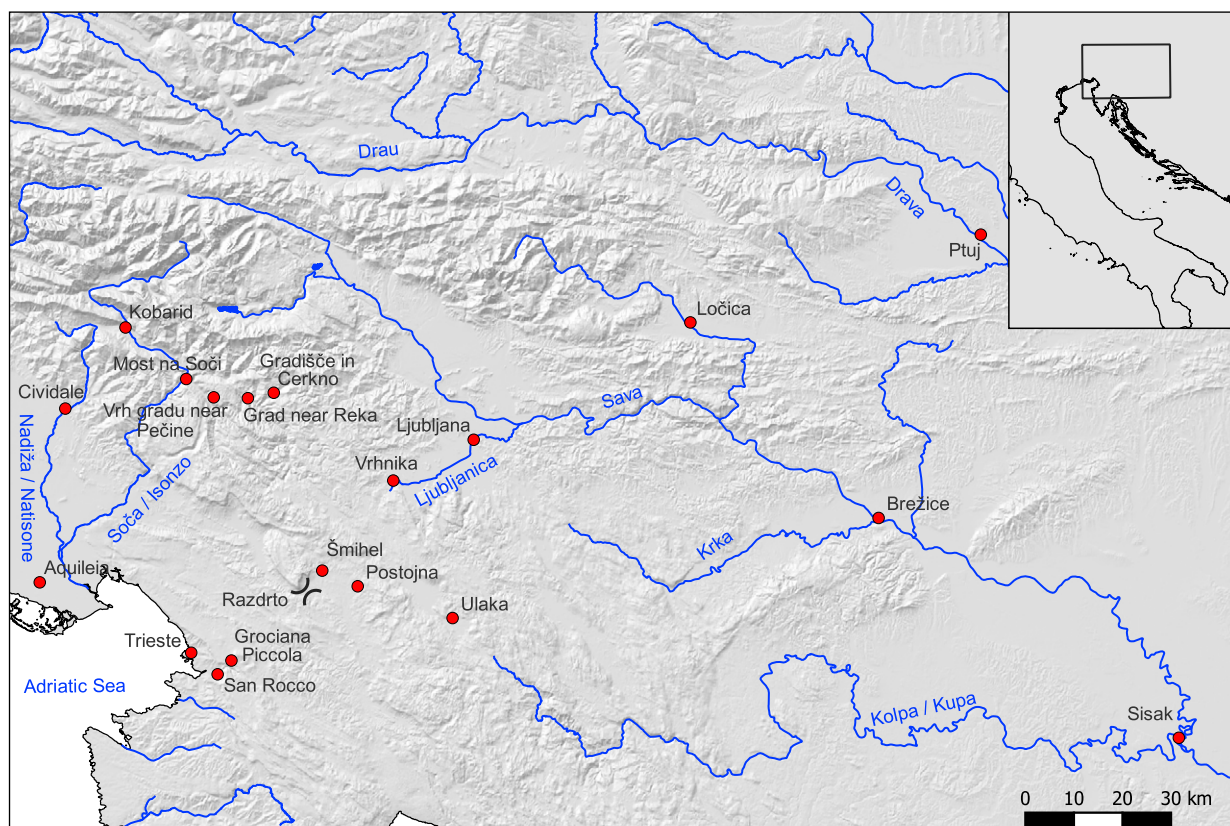 Drau
Drava
Ptuj
Kobarid
Ločica
Most na Soči
Gradišče in
Cerkno
Cividale
Vrh gradu near
Pečine
Grad near Reka
Sava
Ljubljana
Nadiža / Natisone
Vrhnika
Ljubljanica
Soča / Isonzo
Brežice
Krka
Šmihel
Aquileia
Postojna
Razdrto
Ulaka
Trieste
Grociana
Piccola
San Rocco
Adriatic Sea
Kolpa / Kupa
Sisak
0 10 20 30 km